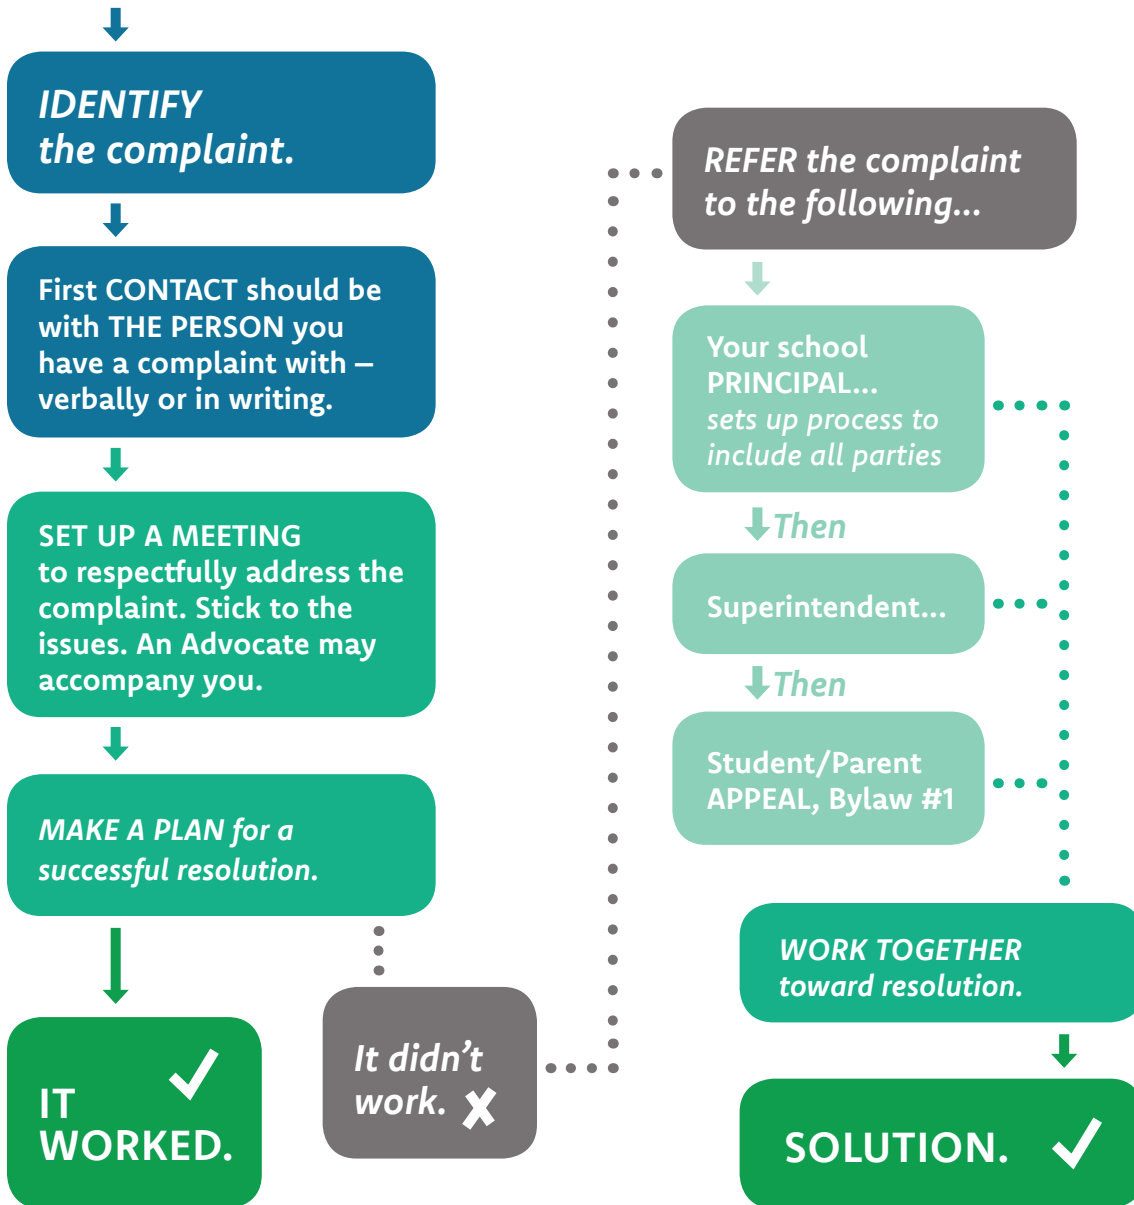 IDENTIFY
the complaint.
First CONTACT should be
with THE PERSON you
have a complaint with –
verbally or in writing.
SET UP A MEETING
to respectfully address the
complaint. Stick to the
issues. An Advocate may
accompany you.
MAKE A PLAN for a
successful resolution.
IT
WORKED.
It didn’t
work.
REFER the complaint
to the following...
Your school
PRINCIPAL...
sets up process to
include all parties
Then
Superintendent...
Then
Student/Parent
APPEAL, Bylaw #1
WORK TOGETHER
toward resolution.
SOLUTION.